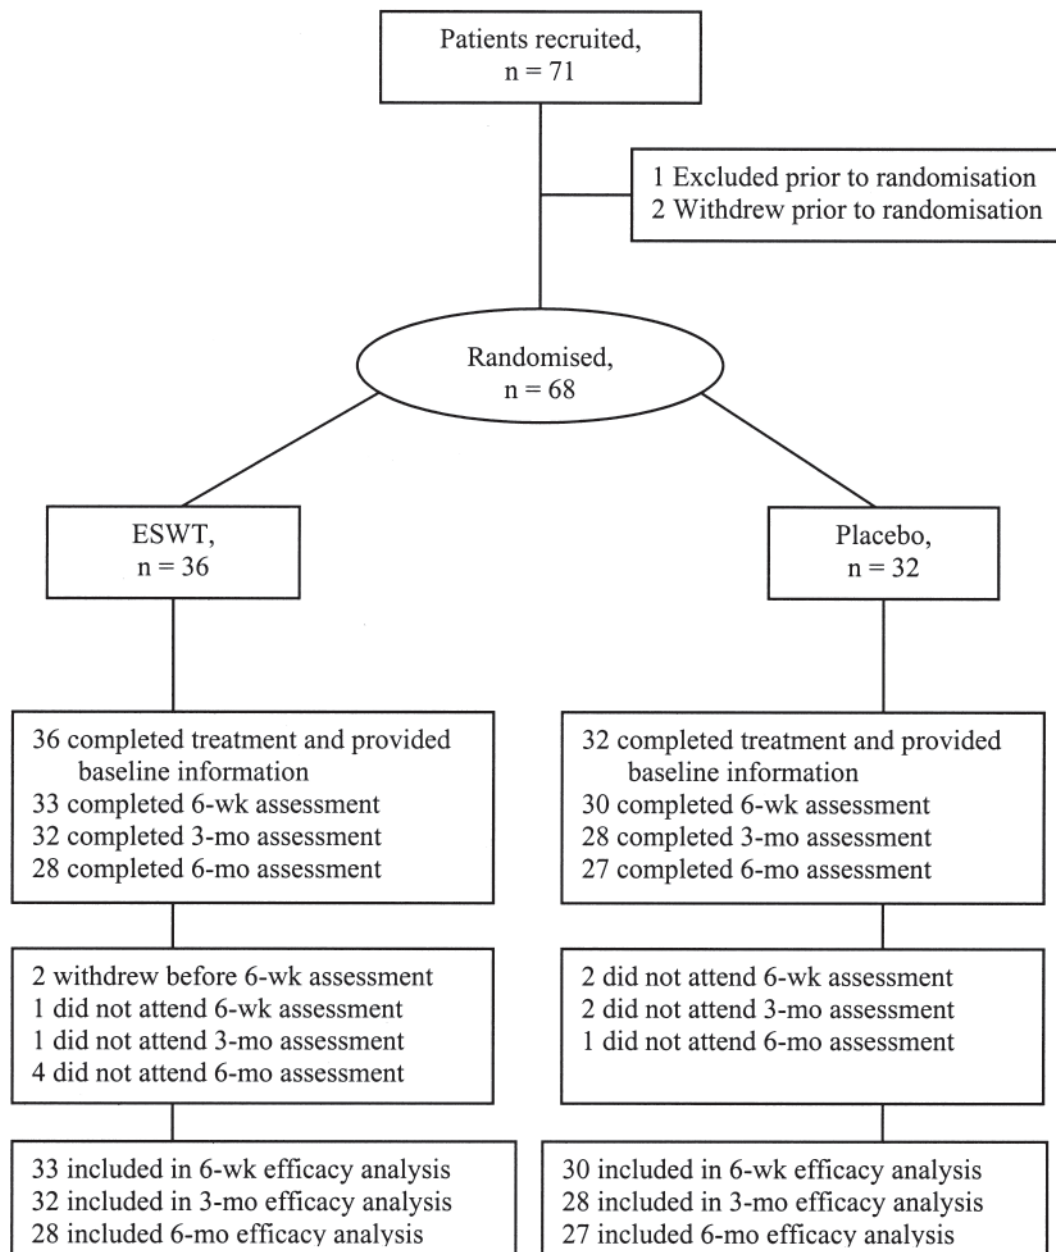 Patients recruited,
n = 71
1 Excluded prior to randomisation
2 Withdrew prior to randomisation
Randomised,
n = 68
ESWT,
n = 36
Placebo,
n = 32
36 completed treatment and provided
baseline information
33 completed 6-wk assessment
32 completed 3-mo assessment
28 completed 6-mo assessment
32 completed treatment and provided
baseline information
30 completed 6-wk assessment
28 completed 3-mo assessment
27 completed 6-mo assessment
2 withdrew before 6-wk assessment
1 did not attend 6-wk assessment
1 did not attend 3-mo assessment
4 did not attend 6-mo assessment
2 did not attend 6-wk assessment
2 did not attend 3-mo assessment
1 did not attend 6-mo assessment
33 included in 6-wk efficacy analysis
32 included in 3-mo efficacy analysis
28 included 6-mo efficacy analysis
30 included in 6-wk efficacy analysis
28 included in 3-mo efficacy analysis
27 included 6-mo efficacy analysis